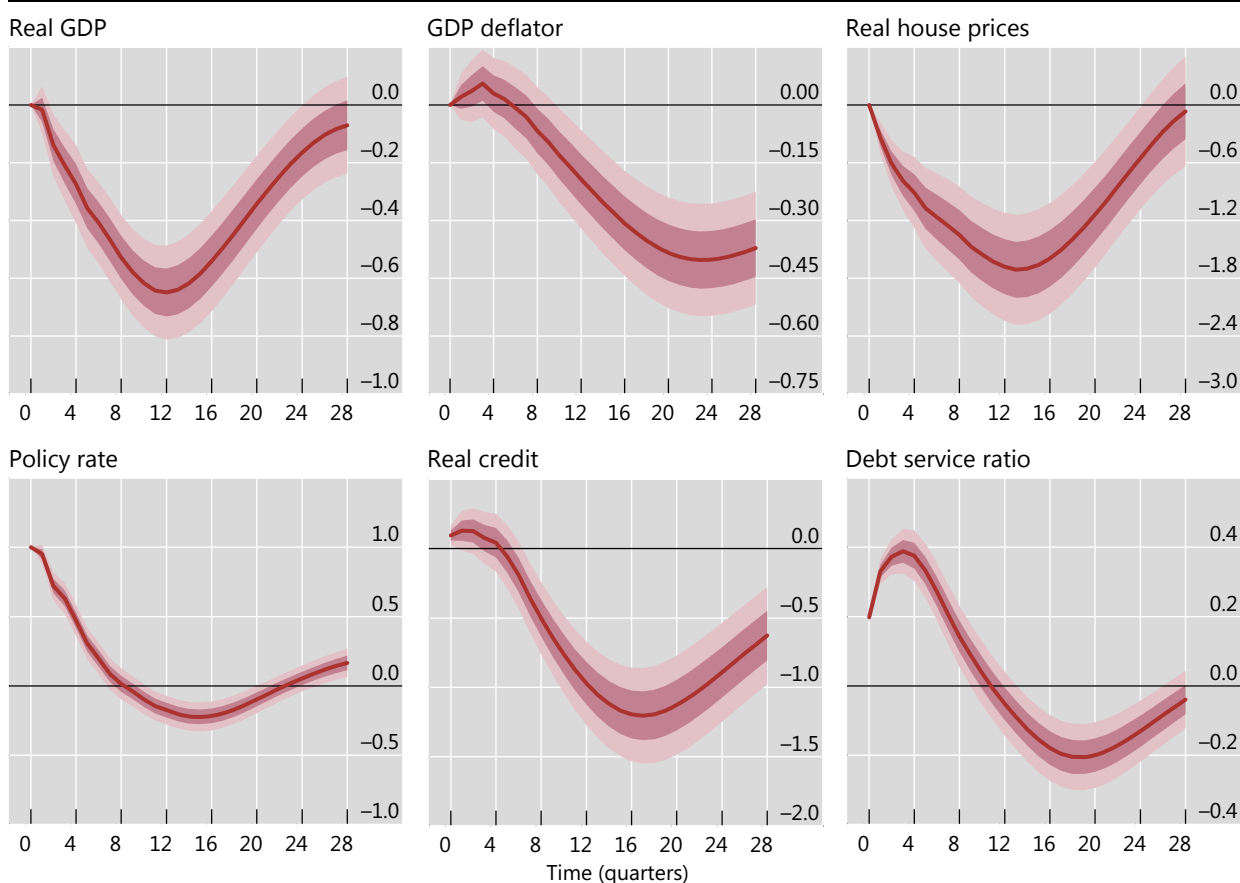 Real GDP
0.0
−0.2
−0.4
−0.6
−0.8
−1.0
0 4 8 12 16 20 24 28
GDP deflator
0.00
−0.15
−0.30
−0.45
−0.60
−0.75
0 4 8 12 16 20 24 28
Real house prices
0.0
−0.6
−1.2
−1.8
−2.4
−3.0
0 4 8 12 16 20 24 28
Policy rate
1.0
0.5
0.0
−0.5
−1.0
0 4 8 12 16 20 24 28
Real credit
0.0
−0.5
−1.0
−1.5
−2.0
0 4 8 12 16 20 24 28
Debt service ratio
0.4
0.2
0.0
−0.2
−0.4
0 4 8 12 16 20 24 28
Time (quarters)